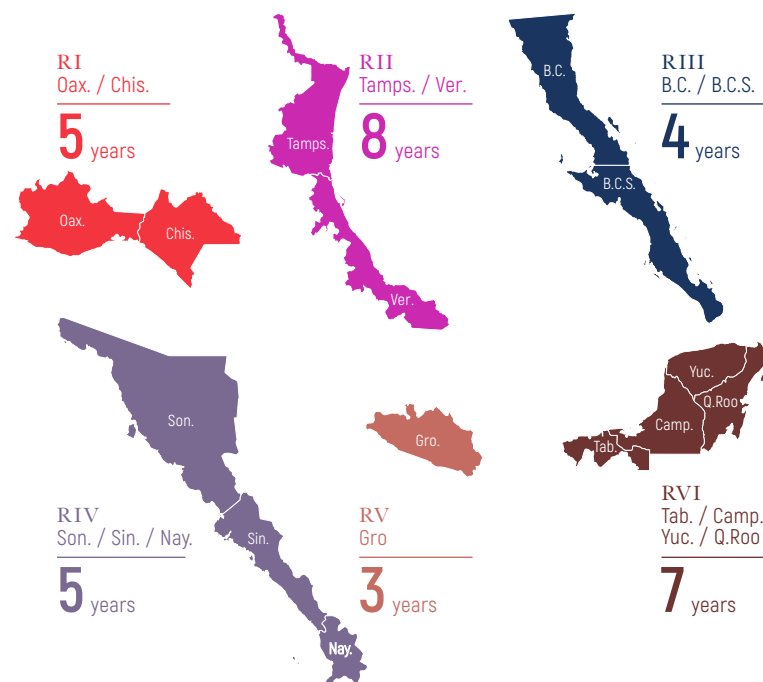 RI
Oax. / Chis.
5 years
Oax.
Chis.
RII
Tamps. / Ver.
8 years
Tamps.
Ver.
RIII
B.C. / B.C.S.
4 years
B.C.
B.C.S.
RIV
Son. / Sin. / Nay.
5 years
Son.
Sin.
Nay.
RV
Gro
3 years
Gro.
RVI
Tab. / Camp.
Yuc. / Q.Roo
7 years
Yuc.
Q.Roo
Camp.
Tab.